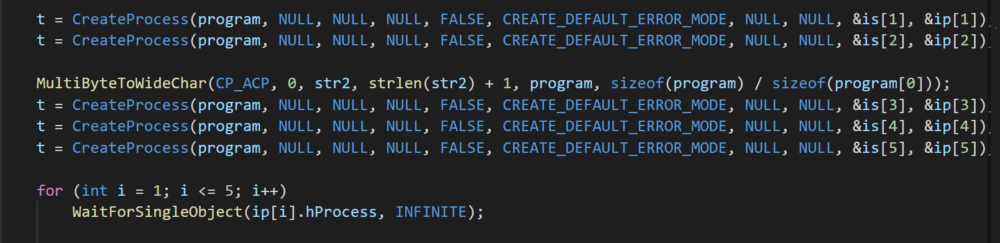 t = CreateProcess(program, NULL, NULL, NULL, FALSE, CREATE_DEFAULT_ERROR_MODE, NULL, NULL, &is[1], &ip[1]);
t = CreateProcess(program, NULL, NULL, NULL, FALSE, CREATE_DEFAULT_ERROR_MODE, NULL, NULL, &is[2], &ip[2]);
MultiByteToWideChar(CP_ACP, 0, str2, strlen(str2) + 1, program, sizeof(program) / sizeof(program[0]));
t = CreateProcess(program, NULL, NULL, NULL, FALSE, CREATE_DEFAULT_ERROR_MODE, NULL, NULL, &is[3], &ip[3]);
t = CreateProcess(program, NULL, NULL, NULL, FALSE, CREATE_DEFAULT_ERROR_MODE, NULL, NULL, &is[4], &ip[4]);
t = CreateProcess(program, NULL, NULL, NULL, FALSE, CREATE_DEFAULT_ERROR_MODE, NULL, NULL, &is[5], &ip[5]);
for (int i = 1; i <= 5; i++)
WaitForSingleObject(ip[i].hProcess, INFINITE);